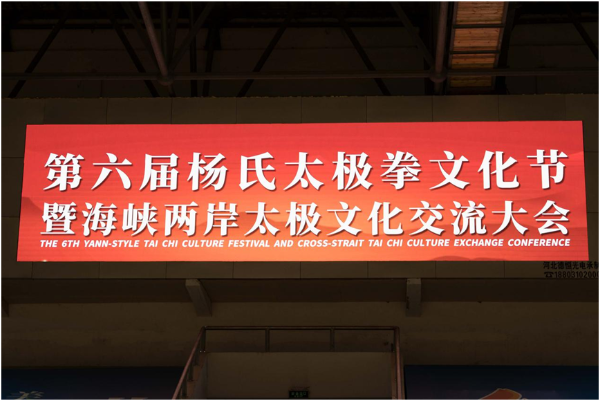 第六届杨氏太极拳文化节
暨海峡两岸太极文化交流大会
THE 6TH YANN-STYLE TAI CHI CULTURE FESTIVAL AND CROSS-STRAIT TAI CHI CULTURE EXCHANGE CONFERENCE